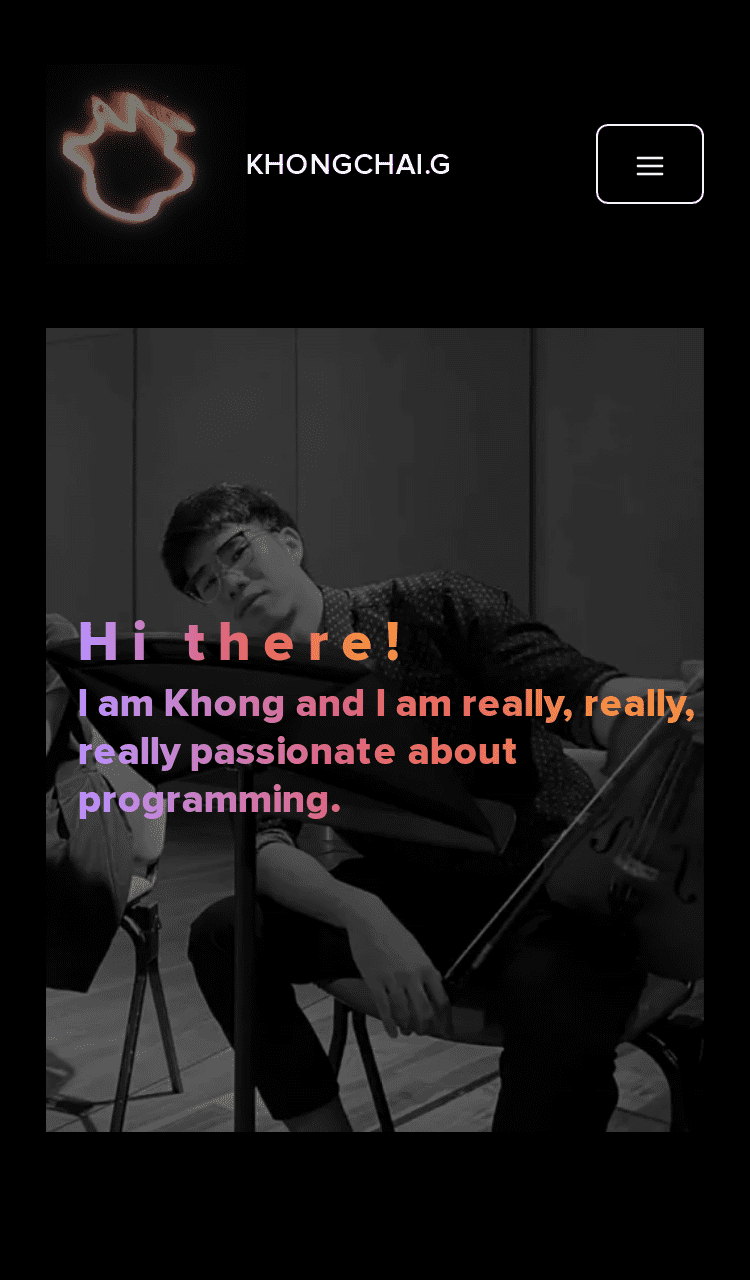 KHONGCHAI.G
Hi there!
I am Khong and I am really, really,
really passionate about
programming.